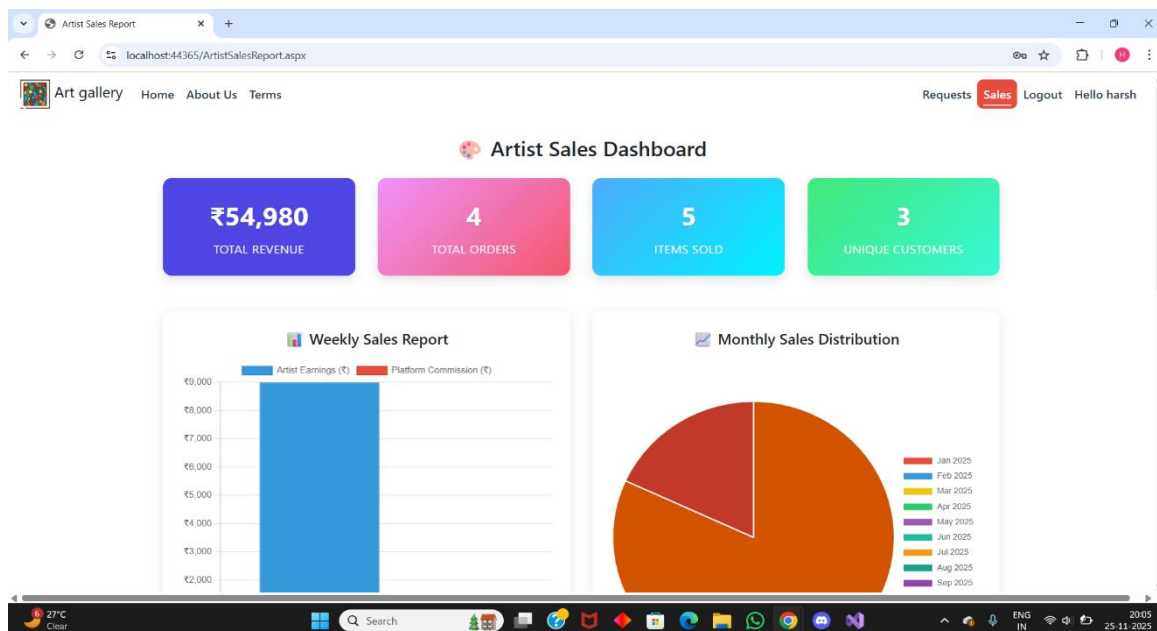 Artist Sales Report
localhost:44365/ArtistSalesReport.aspx
H
Art gallery Home About Us Terms Requests Sales Logout Hello harsh
Artist Sales Dashboard
₹54,980
TOTAL REVENUE
4
TOTAL ORDERS
5
ITEMS SOLD
3
UNIQUE CUSTOMERS
Weekly Sales Report
Artist Earnings (₹) Platform Commission (₹)
₹9,000
₹8,000
₹7,000
₹6,000
₹5,000
₹4,000
₹3,000
₹2,000
Monthly Sales Distribution
Jan 2025
Feb 2025
Mar 2025
Apr 2025
May 2025
Jun 2025
Jul 2025
Aug 2025
Sep 2025
6
27°C
Clear
Search
ENG
IN
20:05
25-11-2025